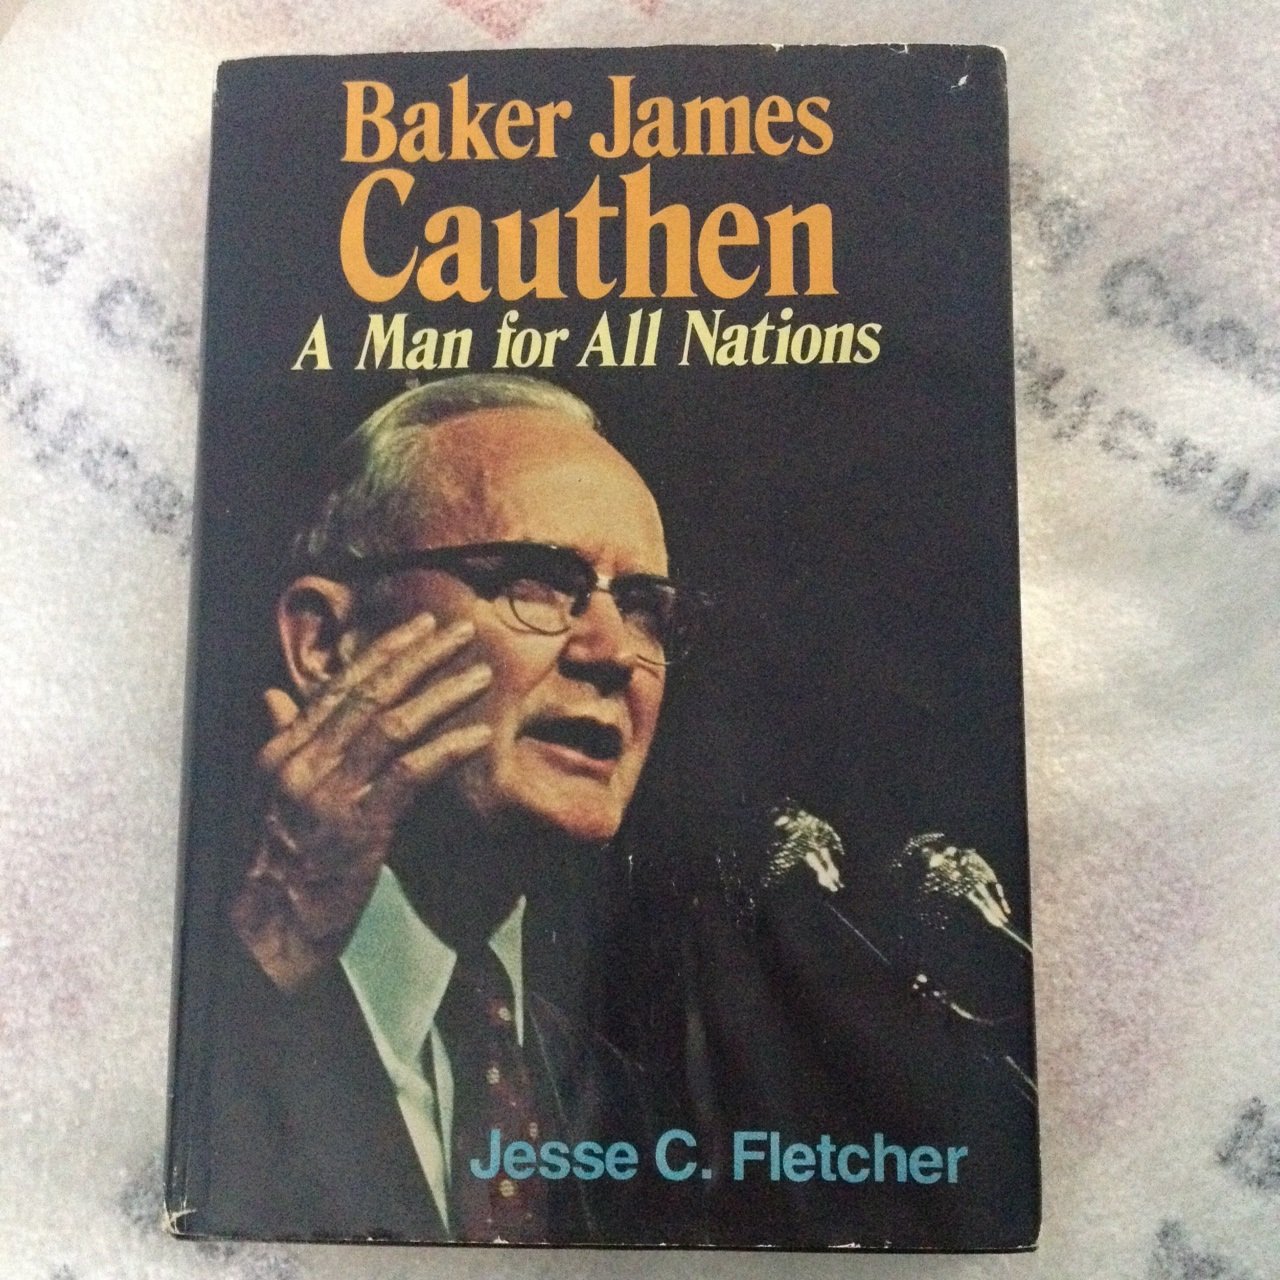 Baker James
Cauthen
A Man for All Nations
Jesse C. Fletcher